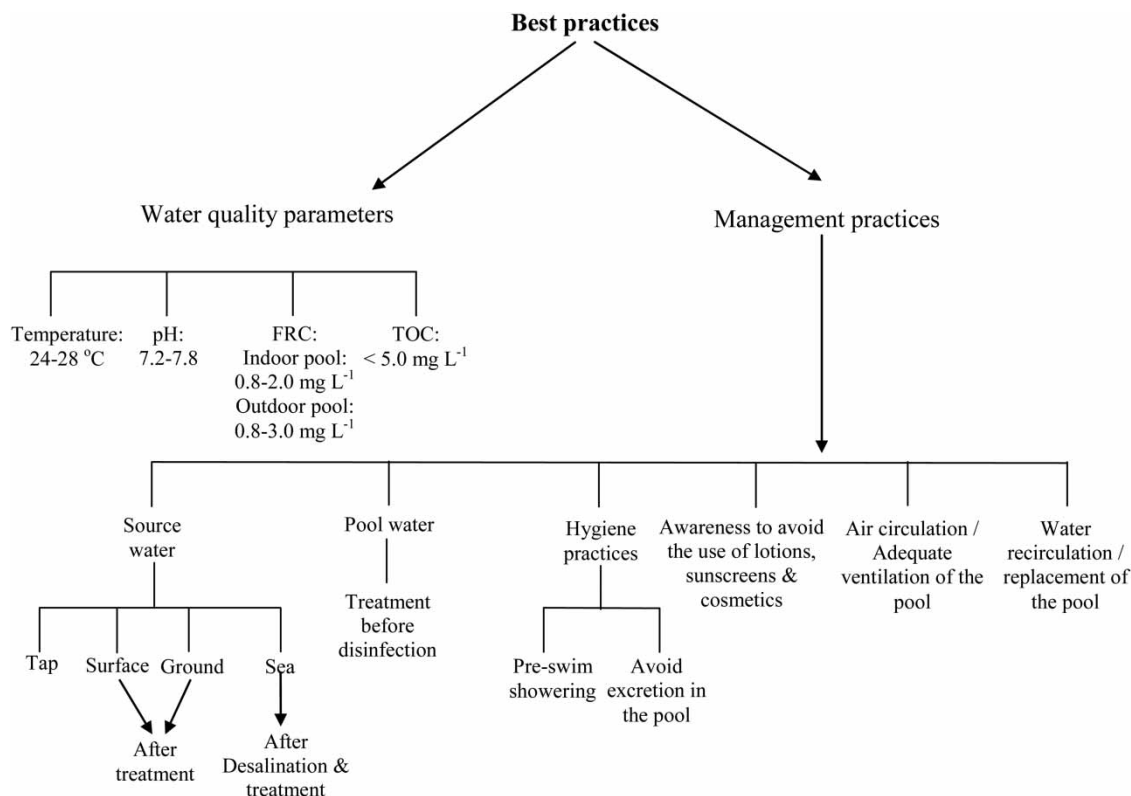 Best practices
Water quality parameters
Management practices
Temperature:
24-28 °C
pH:
7.2-7.8
FRC:
Indoor pool:
0.8-2.0 mg L⁻¹
Outdoor pool:
0.8-3.0 mg L⁻¹
TOC:
< 5.0 mg L⁻¹
Source
water
Pool water
Treatment
before
disinfection
Hygiene
practices
Awareness to avoid
the use of lotions,
sunscreens &
cosmetics
Air circulation /
Adequate
ventilation of the
pool
Water
recirculation /
replacement of
the pool
Tap
Surface
Ground
Sea
Pre-swim
showering
Avoid
excretion in
the pool
After
treatment
After
Desalination &
treatment